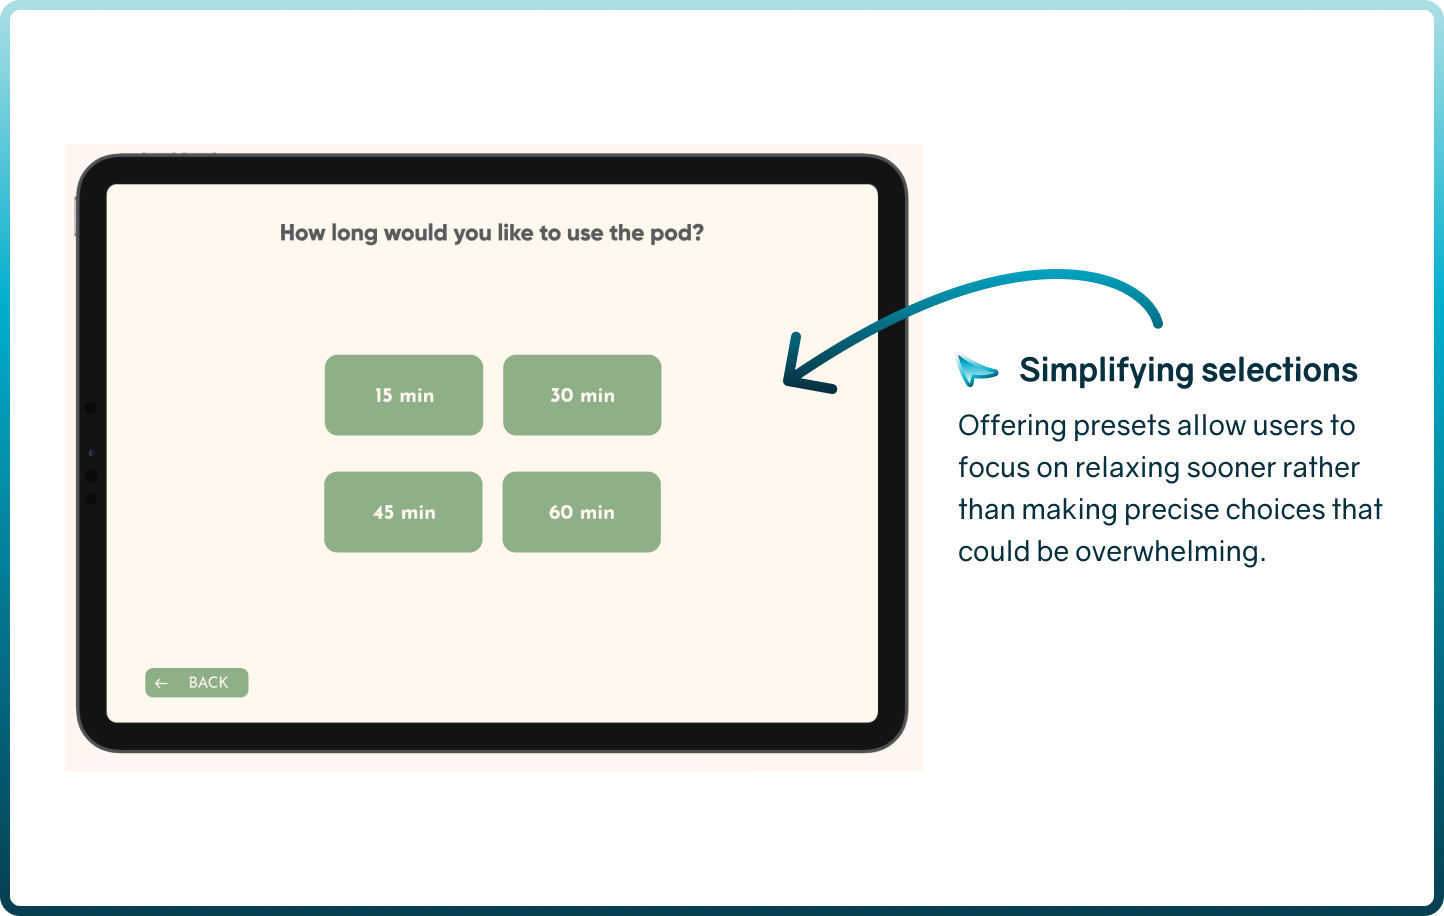 How long would you like to use the pod?
15 min
30 min
45 min
60 min
← BACK
Simplifying selections
Offering presets allow users to
focus on relaxing sooner rather
than making precise choices that
could be overwhelming.